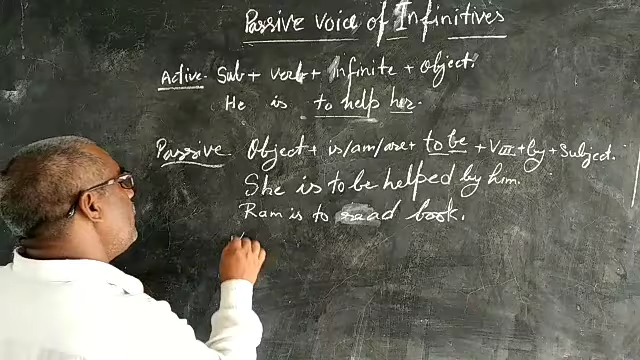 Passive voice of Infinitives
Active. Sub + verb + Infinite + Object.
He is to help her.
Passive. Object + is/am/are + to be + VIII + by + Subject.
She is to be helped by him.
Ram is to read book.